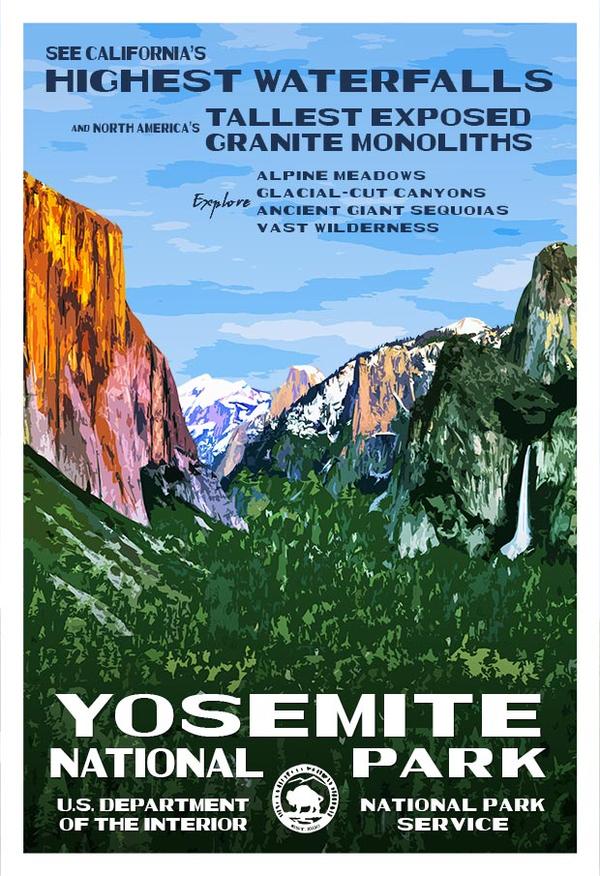 SEE CALIFORNIA'S
HIGHEST WATERFALLS
AND NORTH AMERICA'S TALLEST EXPOSED
GRANITE MONOLITHS
Explore
ALPINE MEADOWS
GLACIAL-CUT CANYONS
ANCIENT GIANT SEQUOIAS
VAST WILDERNESS
YOSEMITE
NATIONAL PARK
U.S. DEPARTMENT
OF THE INTERIOR
NATIONAL PARK
SERVICE